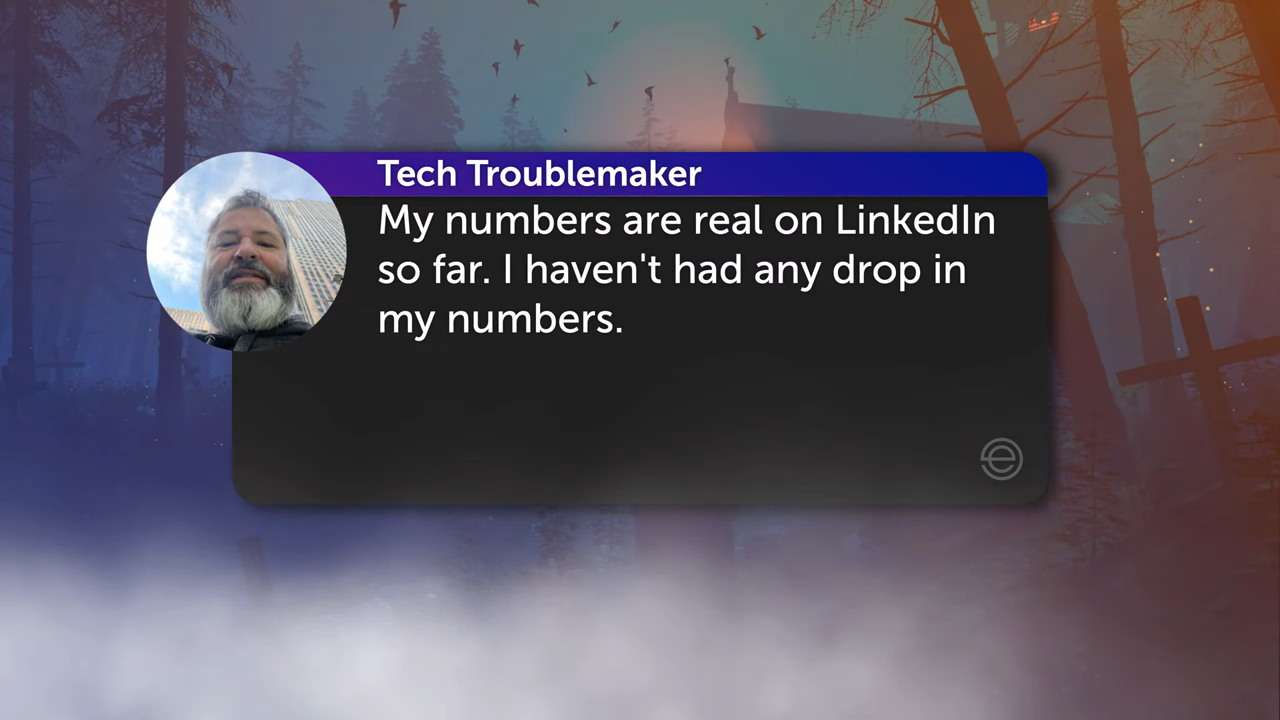 Tech Troublemaker
My numbers are real on LinkedIn
so far. I haven't had any drop in
my numbers.